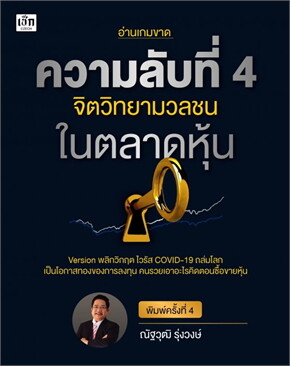 เช็ก
CZECH
อ่านเกมขาด
ความลับที่ 4
จิตวิทยามวลชน
ในตลาดหุ้น
Version พลิกวิกฤต ไวรัส COVID-19 ถล่มโลก
เป็นโอกาสทองของการลงทุน คนรวยเอาอะไรคิดตอนซื้อขายหุ้น
พิมพ์ครั้งที่ 4
ณัฐวุฒิ รุ่งวงษ์